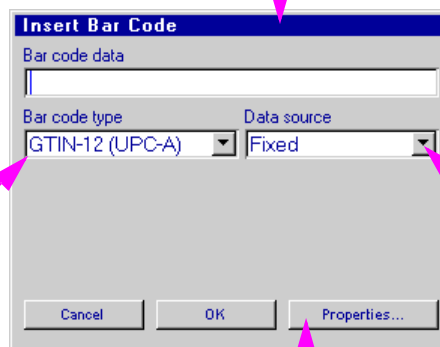 Insert Bar Code
Bar code data
Bar code type Data source
GTIN-12 (UPC-A) Fixed
Cancel OK Properties...